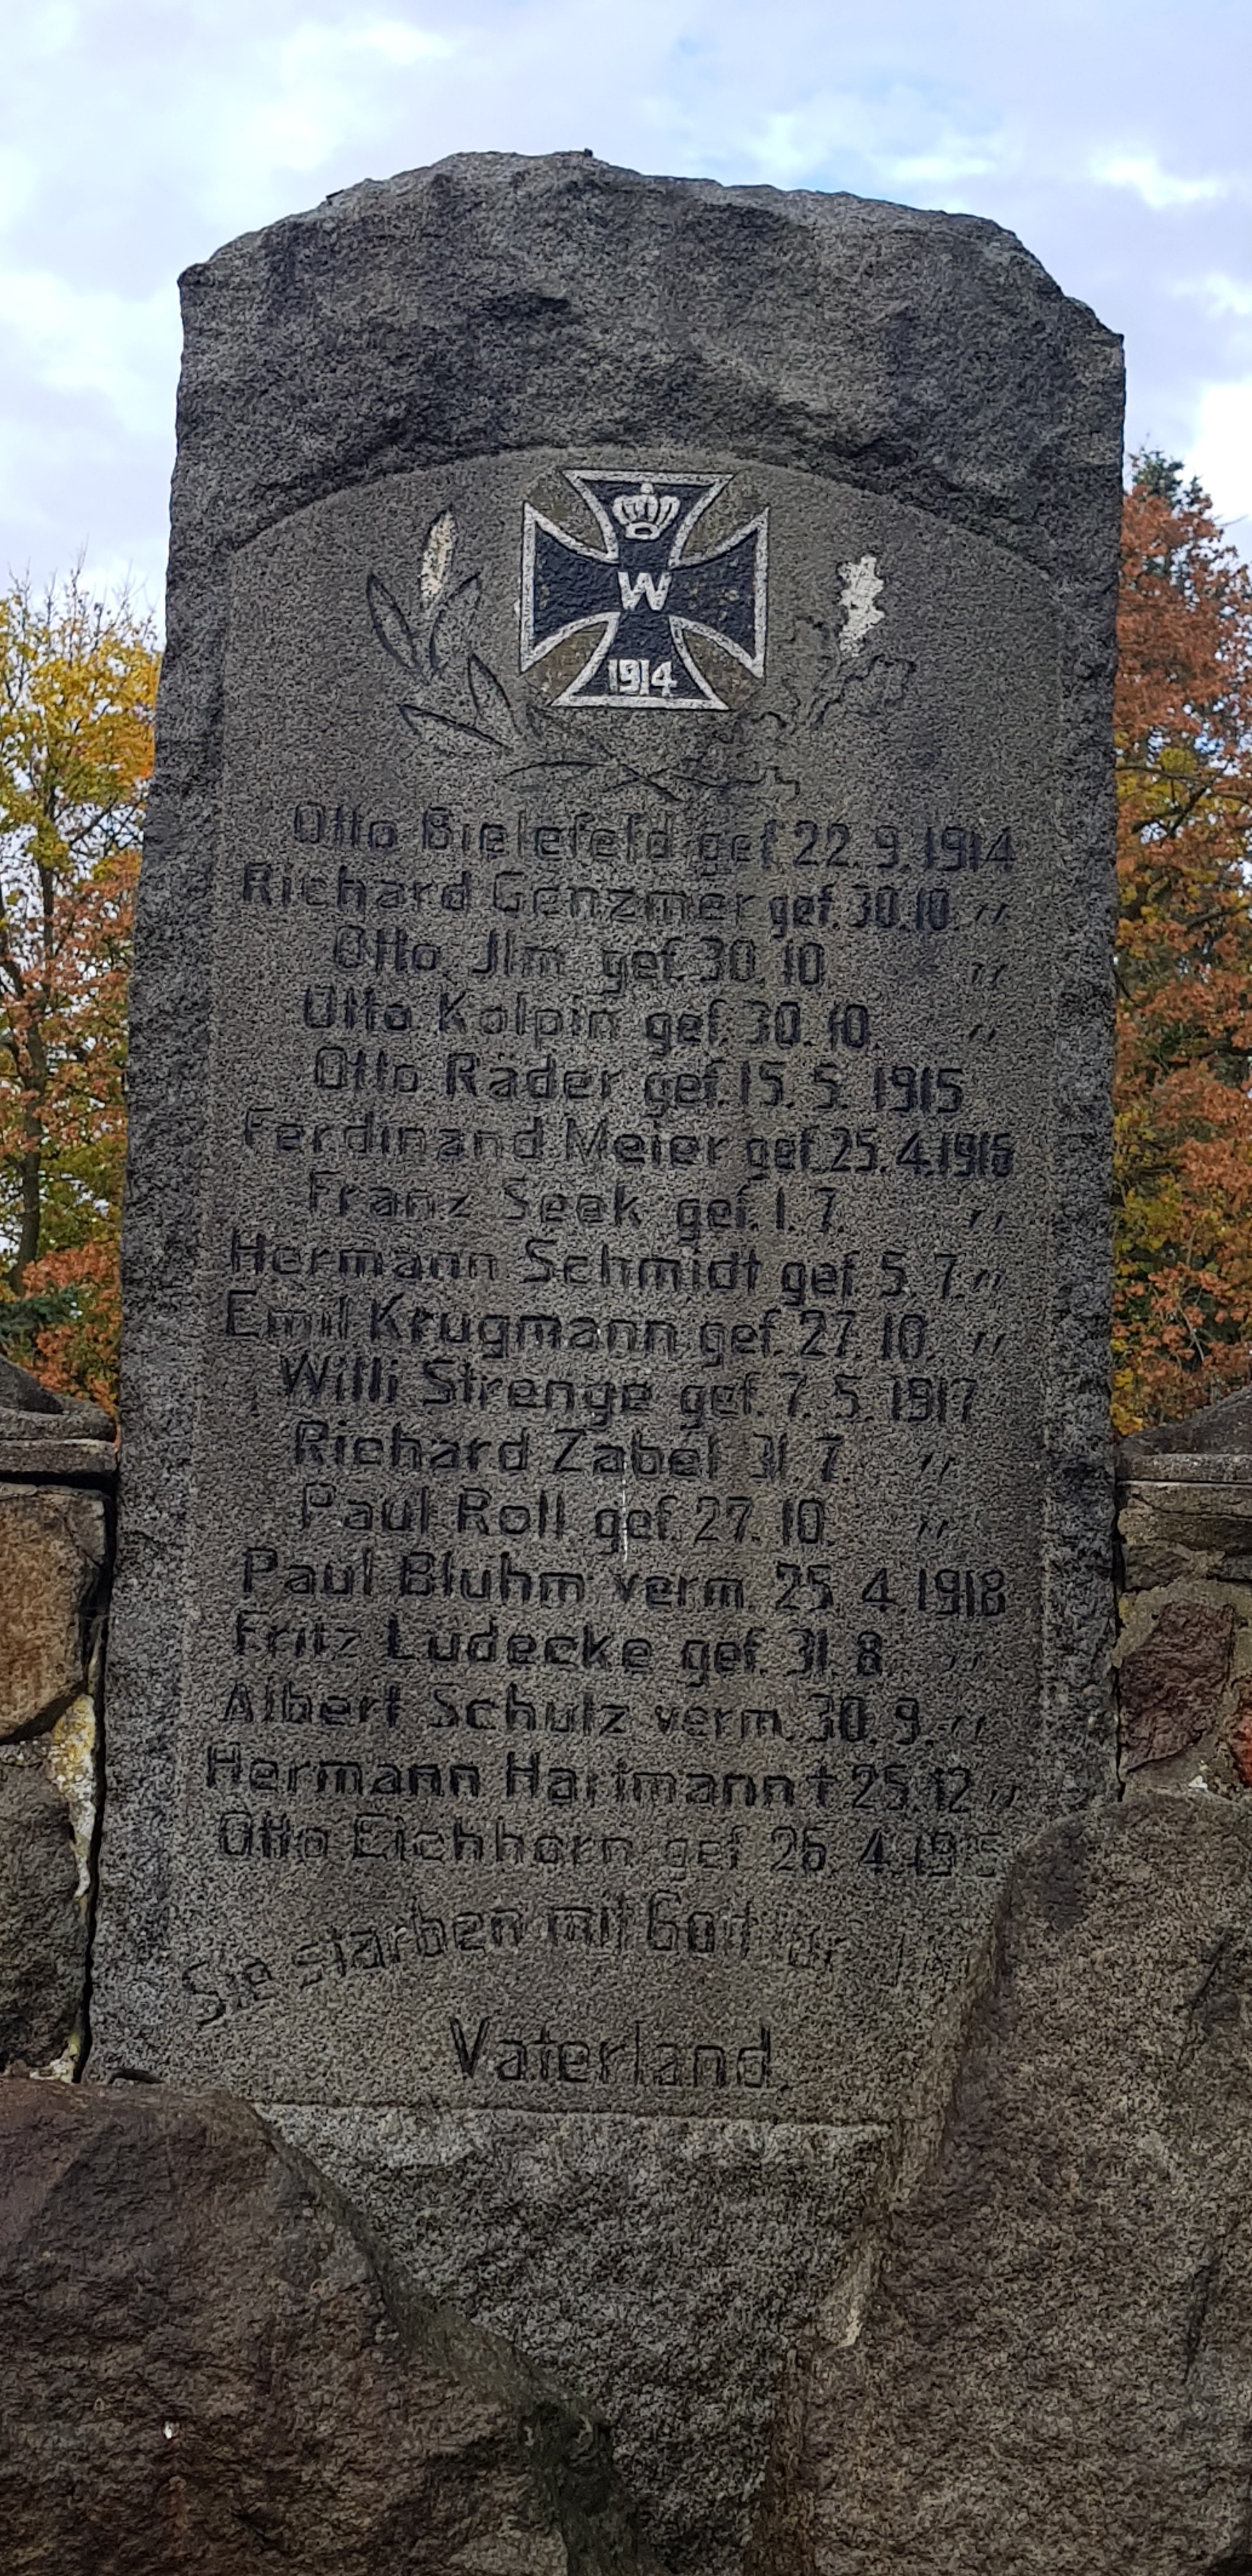 W
1914
Otto Bielefeld gef. 22. 9. 1914
Richard Genzmer gef. 30. 10. "
Otto Jlm gef. 30. 10. "
Otto Kolpin gef. 30. 10. "
Otto Räder gef. 15. 5. 1915
Ferdinand Meier gef. 25. 4. 1916
Franz Seek gef. 1. 7. "
Hermann Schmidt gef. 5. 7. "
Emil Krugmann gef. 27. 10. "
Willi Strenge gef. 7. 5. 1917
Richard Zabel 31. 7. "
Paul Roll gef. 27. 10. "
Paul Bluhm verm. 25. 4. 1918
Fritz Lüdecke gef. 31. 8. "
Albert Schulz verm. 30. 9. "
Hermann Hartmann † 25. 12. "
Otto Eichhorn gef. 26. 4. 1915
Sie starben mit Gott für
Vaterland.